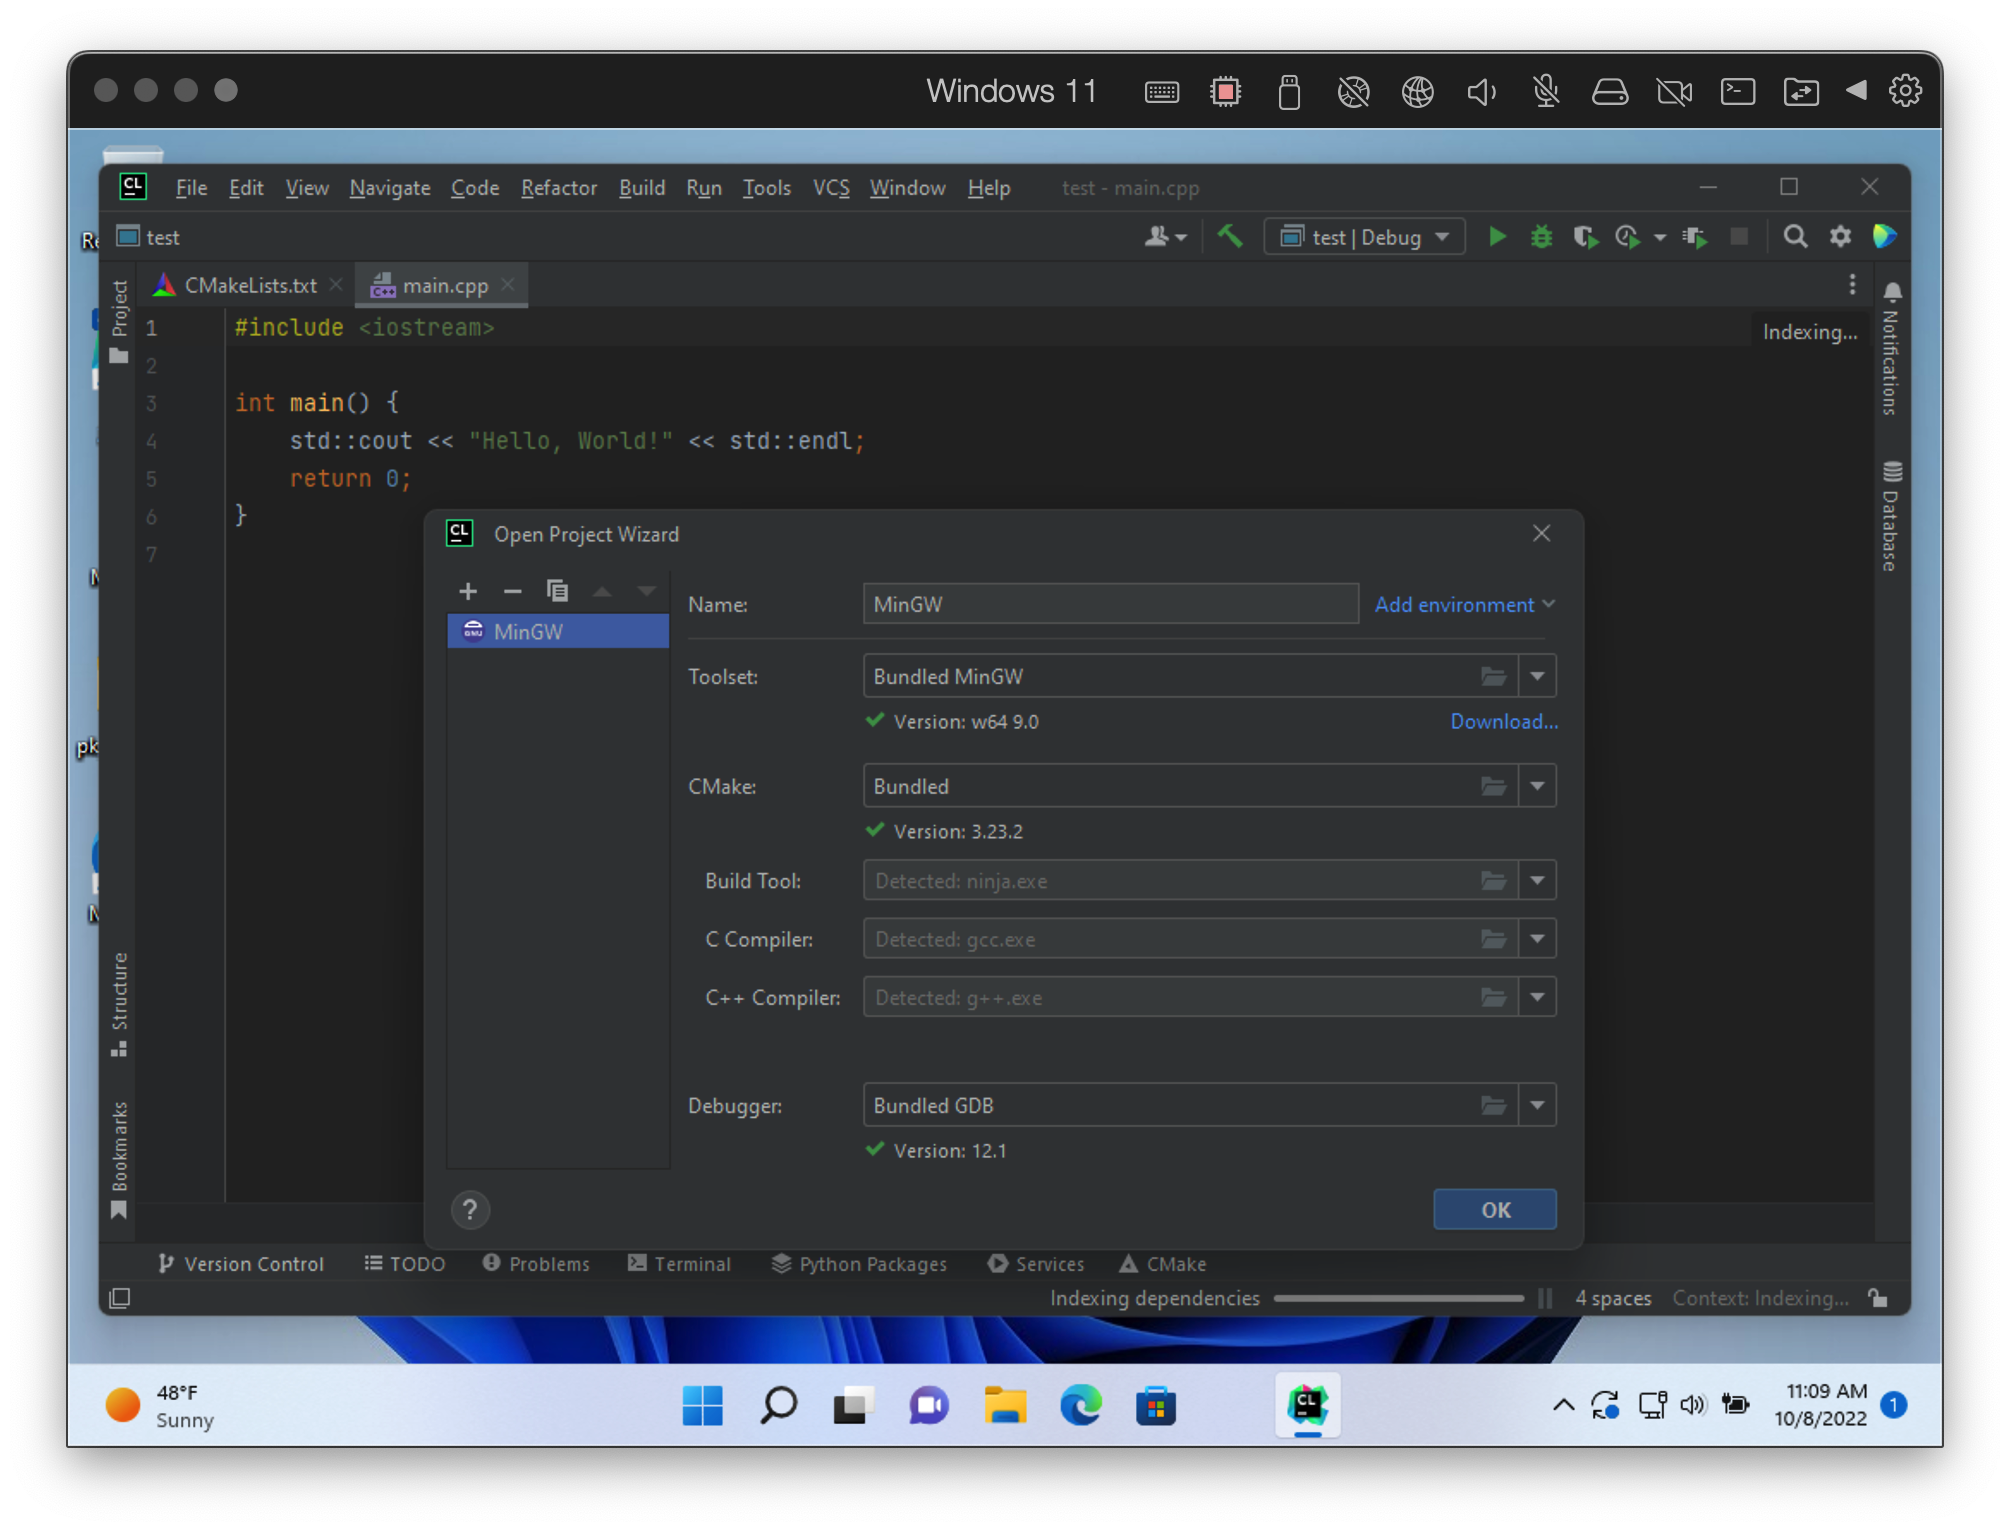 Windows 11
File Edit View Navigate Code Refactor Build Run Tools VCS Window Help test - main.cpp
test
test | Debug
CMakeLists.txt
main.cpp
Project
Indexing...
Notifications
Database
1 #include <iostream>
2
3 int main() {
4 std::cout << "Hello, World!" << std::endl;
5 return 0;
6 }
7
Open Project Wizard
MinGW
Name: MinGW Add environment
Toolset: Bundled MinGW
Version: w64 9.0 Download...
CMake: Bundled
Version: 3.23.2
Build Tool: Detected: ninja.exe
C Compiler: Detected: gcc.exe
C++ Compiler: Detected: g++.exe
Debugger: Bundled GDB
Version: 12.1
? OK
Structure
Bookmarks
Version Control TODO Problems Terminal Python Packages Services CMake
Indexing dependencies 4 spaces Context: Indexing...
48°F
Sunny
11:09 AM
10/8/2022
1